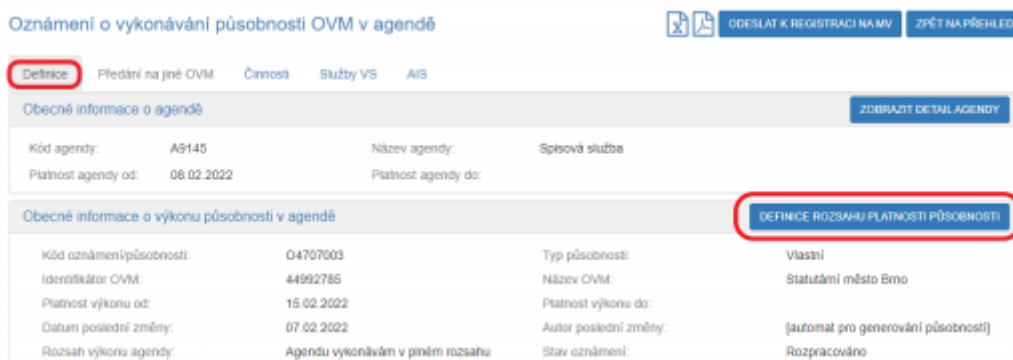 Oznámení o vykonávání působnosti OVM v agendě
ODESLAT K REGISTRACI NA MV ZPĚT NA PŘEHLED
Definice Předání na jiné OVM Činnosti Služby VS AIS
Obecné informace o agendě ZOBRAZIT DETAIL AGENDY
Kód agendy: A9145 Název agendy: Spisová služba
Platnost agendy od: 08.02.2022 Platnost agendy do:
Obecné informace o výkonu působnosti v agendě DEFINICE ROZSAHU PLATNOSTI PŮSOBNOSTI
Kód oznámení/působnosti: O4707003 Typ působnosti: Vlastní
Identifikátor OVM: 44992785 Název OVM: Statutární město Brno
Platnost výkonu od: 15.02.2022 Platnost výkonu do:
Datum poslední změny: 07.02.2022 Autor poslední změny: [automat pro generování působností]
Rozsah výkonu agendy: Agendu vykonávám v plném rozsahu Stav oznámení: Rozpracováno